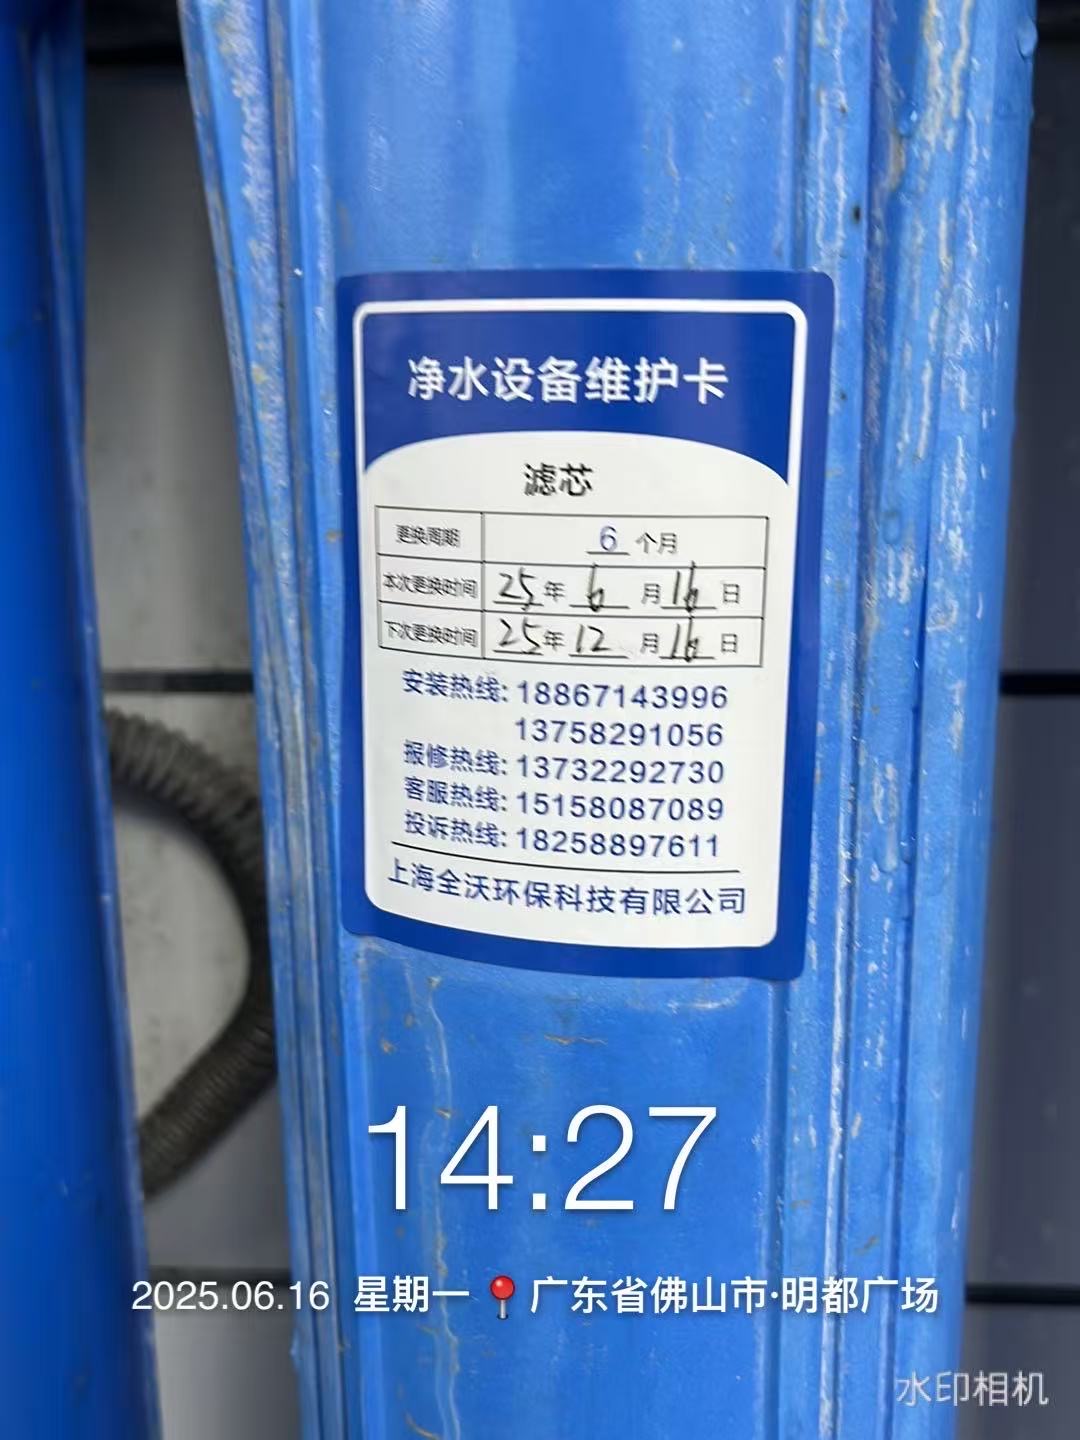 净水设备维护卡
滤芯
更换周期 6 个月
本次更换时间 25年 6 月 16 日
下次更换时间 25年 12 月 16 日
安装热线: 18867143996
13758291056
报修热线: 13732292730
客服热线: 15158087089
投诉热线: 18258897611
上海全沃环保科技有限公司
14:27
2025.06.16 星期一 📍广东省佛山市·明都广场
水印相机